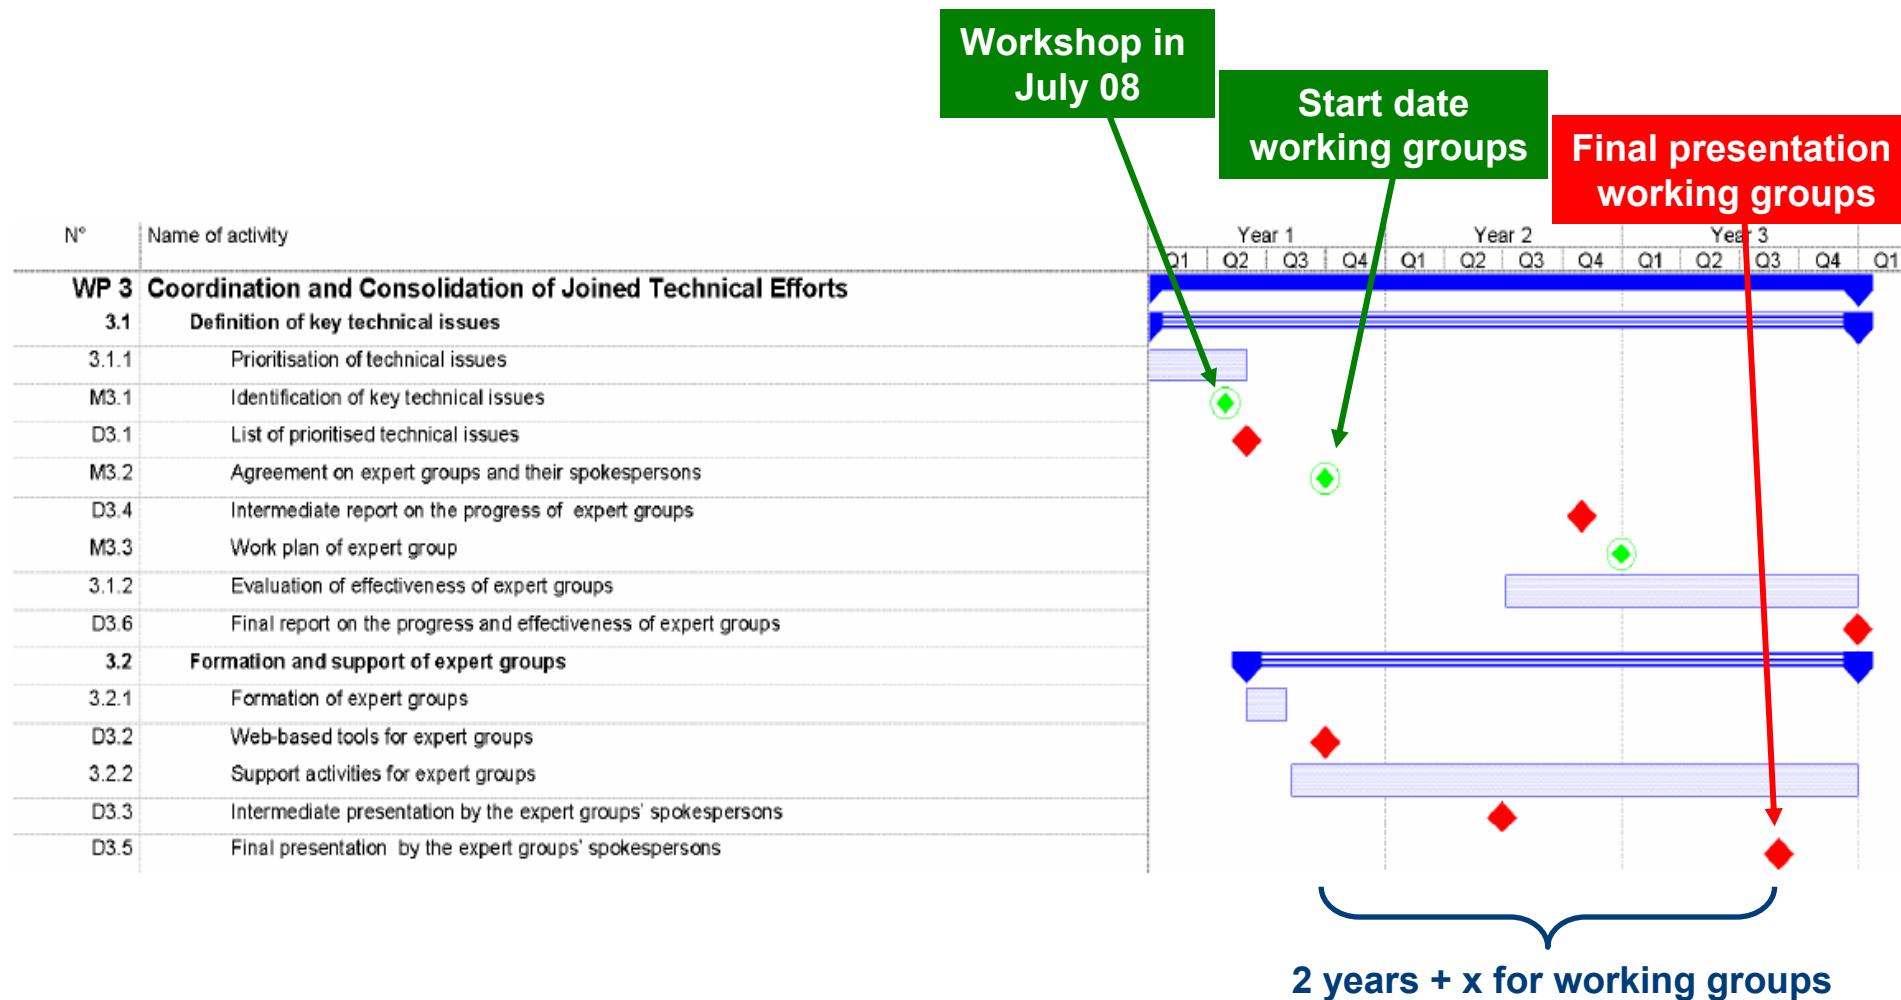 Workshop in
July 08
Start date
working groups
Final presentation
working groups
N° Name of activity Year 1 Year 2 Year 3
Q1 Q2 Q3 Q4 Q1 Q2 Q3 Q4 Q1 Q2 Q3 Q4 Q1
WP 3 Coordination and Consolidation of Joined Technical Efforts
3.1 Definition of key technical issues
3.1.1 Prioritisation of technical issues
M3.1 Identification of key technical issues
D3.1 List of prioritised technical issues
M3.2 Agreement on expert groups and their spokespersons
D3.4 Intermediate report on the progress of expert groups
M3.3 Work plan of expert group
3.1.2 Evaluation of effectiveness of expert groups
D3.6 Final report on the progress and effectiveness of expert groups
3.2 Formation and support of expert groups
3.2.1 Formation of expert groups
D3.2 Web-based tools for expert groups
3.2.2 Support activities for expert groups
D3.3 Intermediate presentation by the expert groups' spokespersons
D3.5 Final presentation by the expert groups' spokespersons
2 years + x for working groups